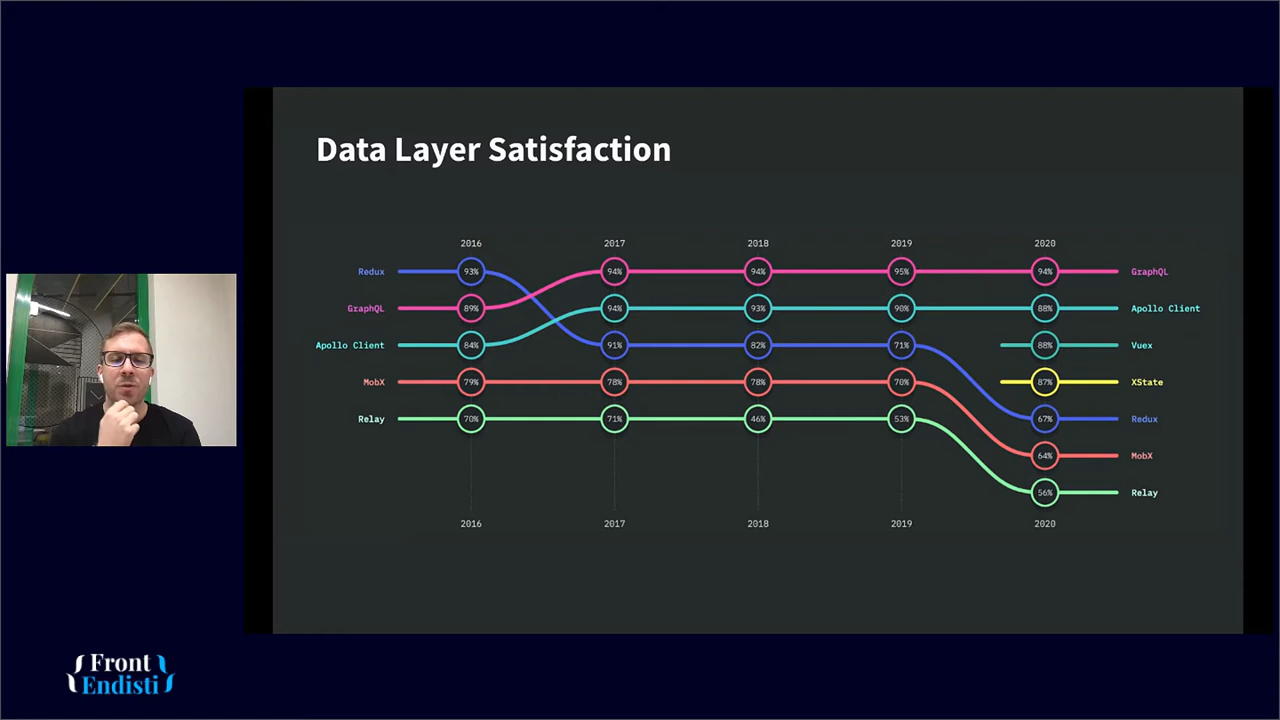 Data Layer Satisfaction
2016 2017 2018 2019 2020
Redux 93% 94% 94% 95% 94% GraphQL
GraphQL 89% 94% 93% 90% 88% Apollo Client
Apollo Client 84% 91% 82% 71% 88% Vuex
MobX 79% 78% 78% 70% 87% XState
Relay 70% 71% 46% 53% 67% Redux
64% MobX
56% Relay
2016 2017 2018 2019 2020
Front
Endisti